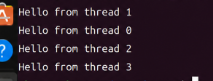 Hello from thread 1
Hello from thread 0
Hello from thread 2
Hello from thread 3